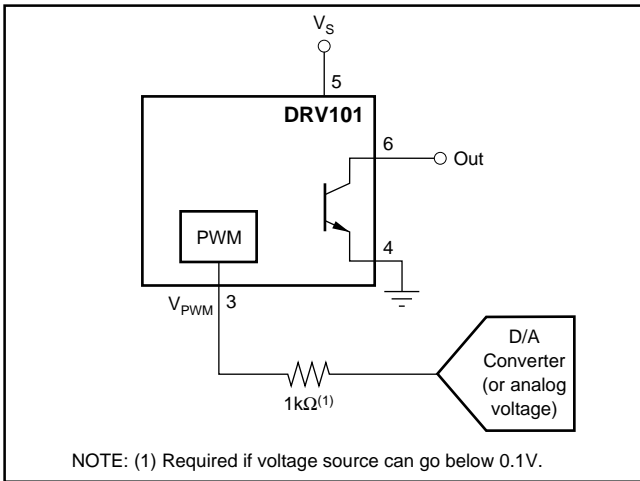 V_S
5
DRV101
6
Out
PWM
4
V_PWM 3
D/A
Converter
(or analog
voltage)
1kΩ(1)
NOTE: (1) Required if voltage source can go below 0.1V.